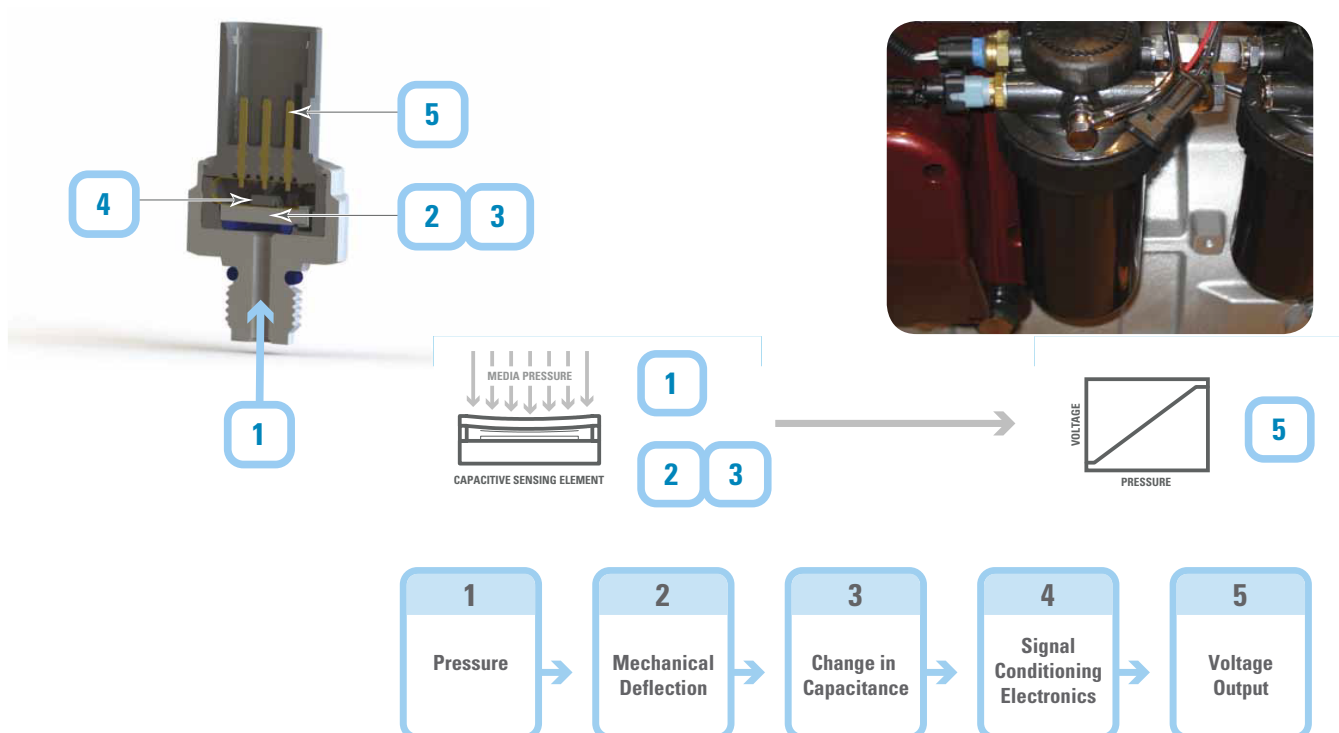 5
4
2 3
1
MEDIA PRESSURE
CAPACITIVE SENSING ELEMENT
1
2 3
VOLTAGE
PRESSURE
5
1
Pressure
2
Mechanical
Deflection
3
Change in
Capacitance
4
Signal
Conditioning
Electronics
5
Voltage
Output